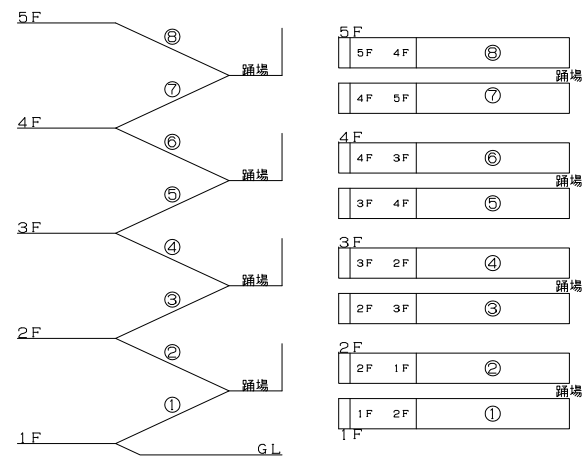 5F
⑧
踊場
⑦
4F
⑥
踊場
⑤
3F
④
踊場
③
2F
②
踊場
①
1F
GL
5F
5F 4F ⑧
踊場
4F 5F ⑦
4F
4F 3F ⑥
踊場
3F 4F ⑤
3F
3F 2F ④
踊場
2F 3F ③
2F
2F 1F ②
踊場
1F 2F ①
1F